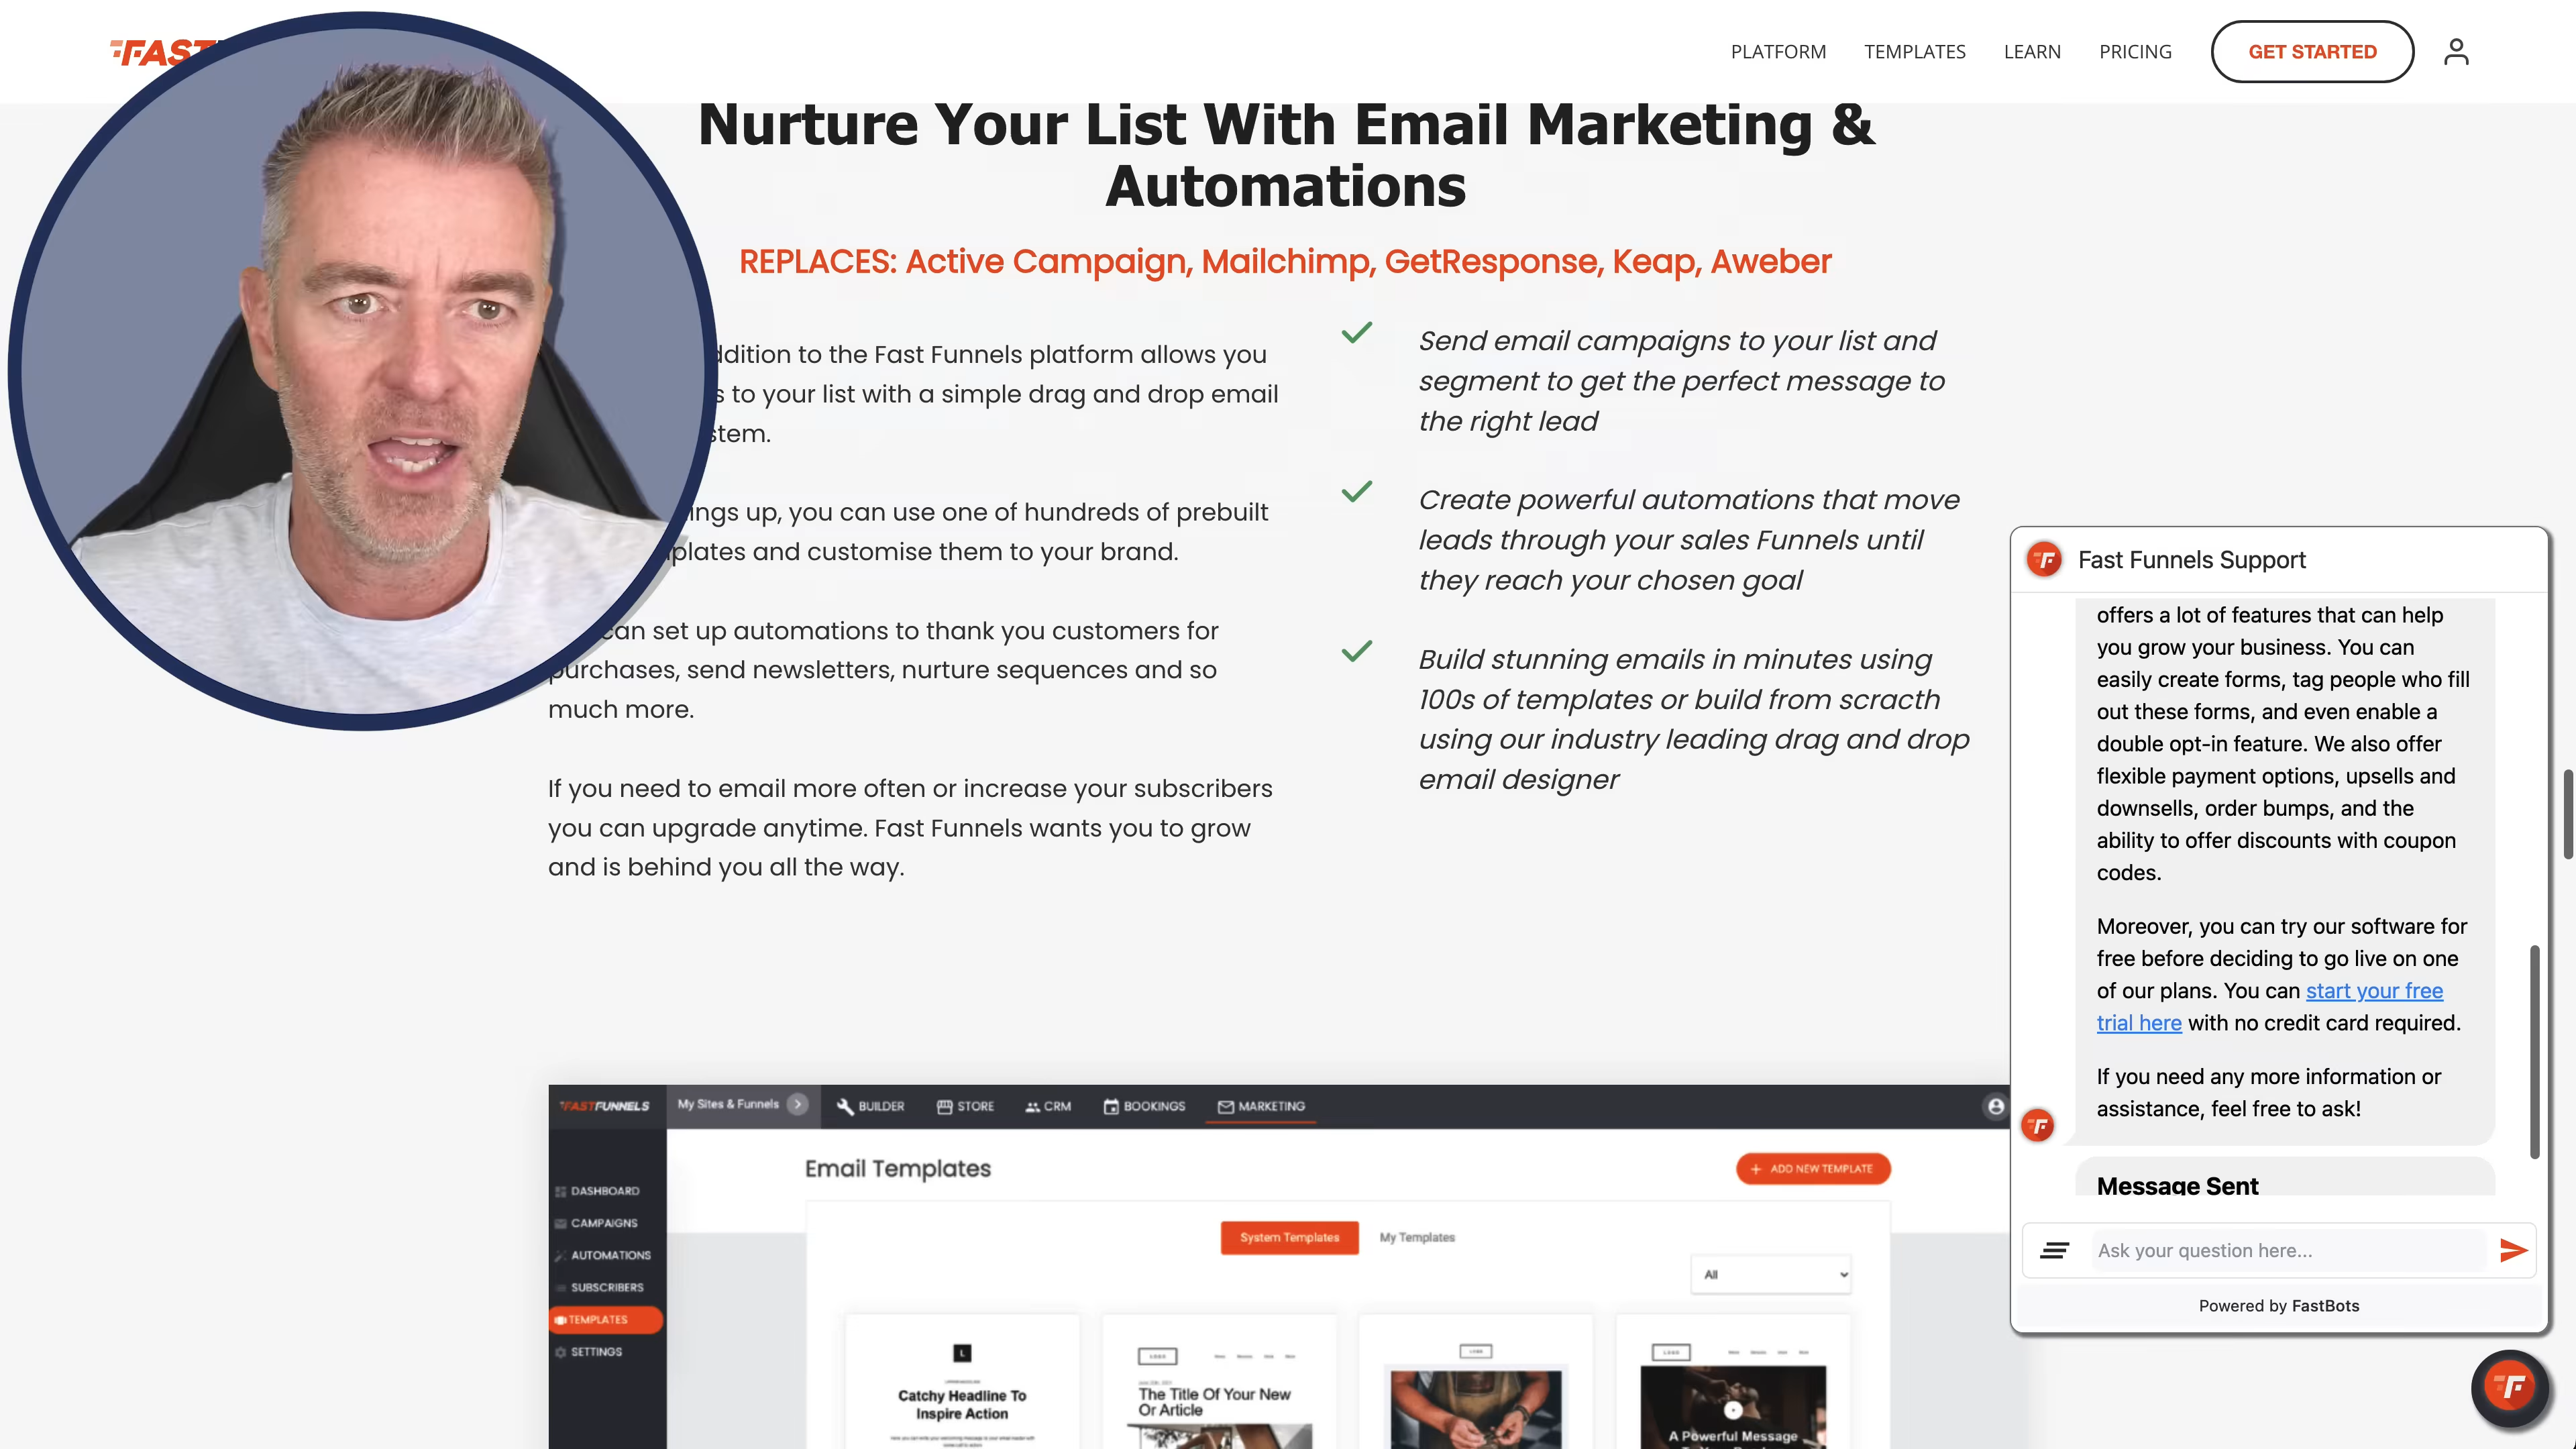 FAST
PLATFORM
TEMPLATES
LEARN
PRICING
GET STARTED
Nurture Your List With Email Marketing &
Automations
REPLACES: Active Campaign, Mailchimp, GetResponse, Keap, Aweber
to the Fast Funnels platform allows you
to your list with a simple drag and drop email
up, you can use one of hundreds of prebuilt
and customise them to your brand.
can set up automations to thank you customers for
purchases, send newsletters, nurture sequences and so
much more.
If you need to email more often or increase your subscribers
you can upgrade anytime. Fast Funnels wants you to grow
and is behind you all the way.
Send email campaigns to your list and
segment to get the perfect message to
the right lead
Create powerful automations that move
leads through your sales Funnels until
they reach your chosen goal
Build stunning emails in minutes using
100s of templates or build from scracth
using our industry leading drag and drop
email designer
Fast Funnels Support
offers a lot of features that can help
you grow your business. You can
easily create forms, tag people who fill
out these forms, and even enable a
double opt-in feature. We also offer
flexible payment options, upsells and
downsells, order bumps, and the
ability to offer discounts with coupon
codes.
Moreover, you can try our software for
free before deciding to go live on one
of our plans. You can start your free
trial here with no credit card required.
If you need any more information or
assistance, feel free to ask!
Message Sent
Ask your question here...
Powered by FastBots
FASTFUNNELS
My Sites & Funnels
BUILDER
STORE
CRM
BOOKINGS
MARKETING
DASHBOARD
CAMPAIGNS
AUTOMATIONS
SUBSCRIBERS
TEMPLATES
SETTINGS
Email Templates
+ ADD NEW TEMPLATE
System Templates
My Templates
All
L
Catchy Headline To
Inspire Action
LOGO
The Title Of Your New
Or Article
LOGO
LOGO
A Powerful Message